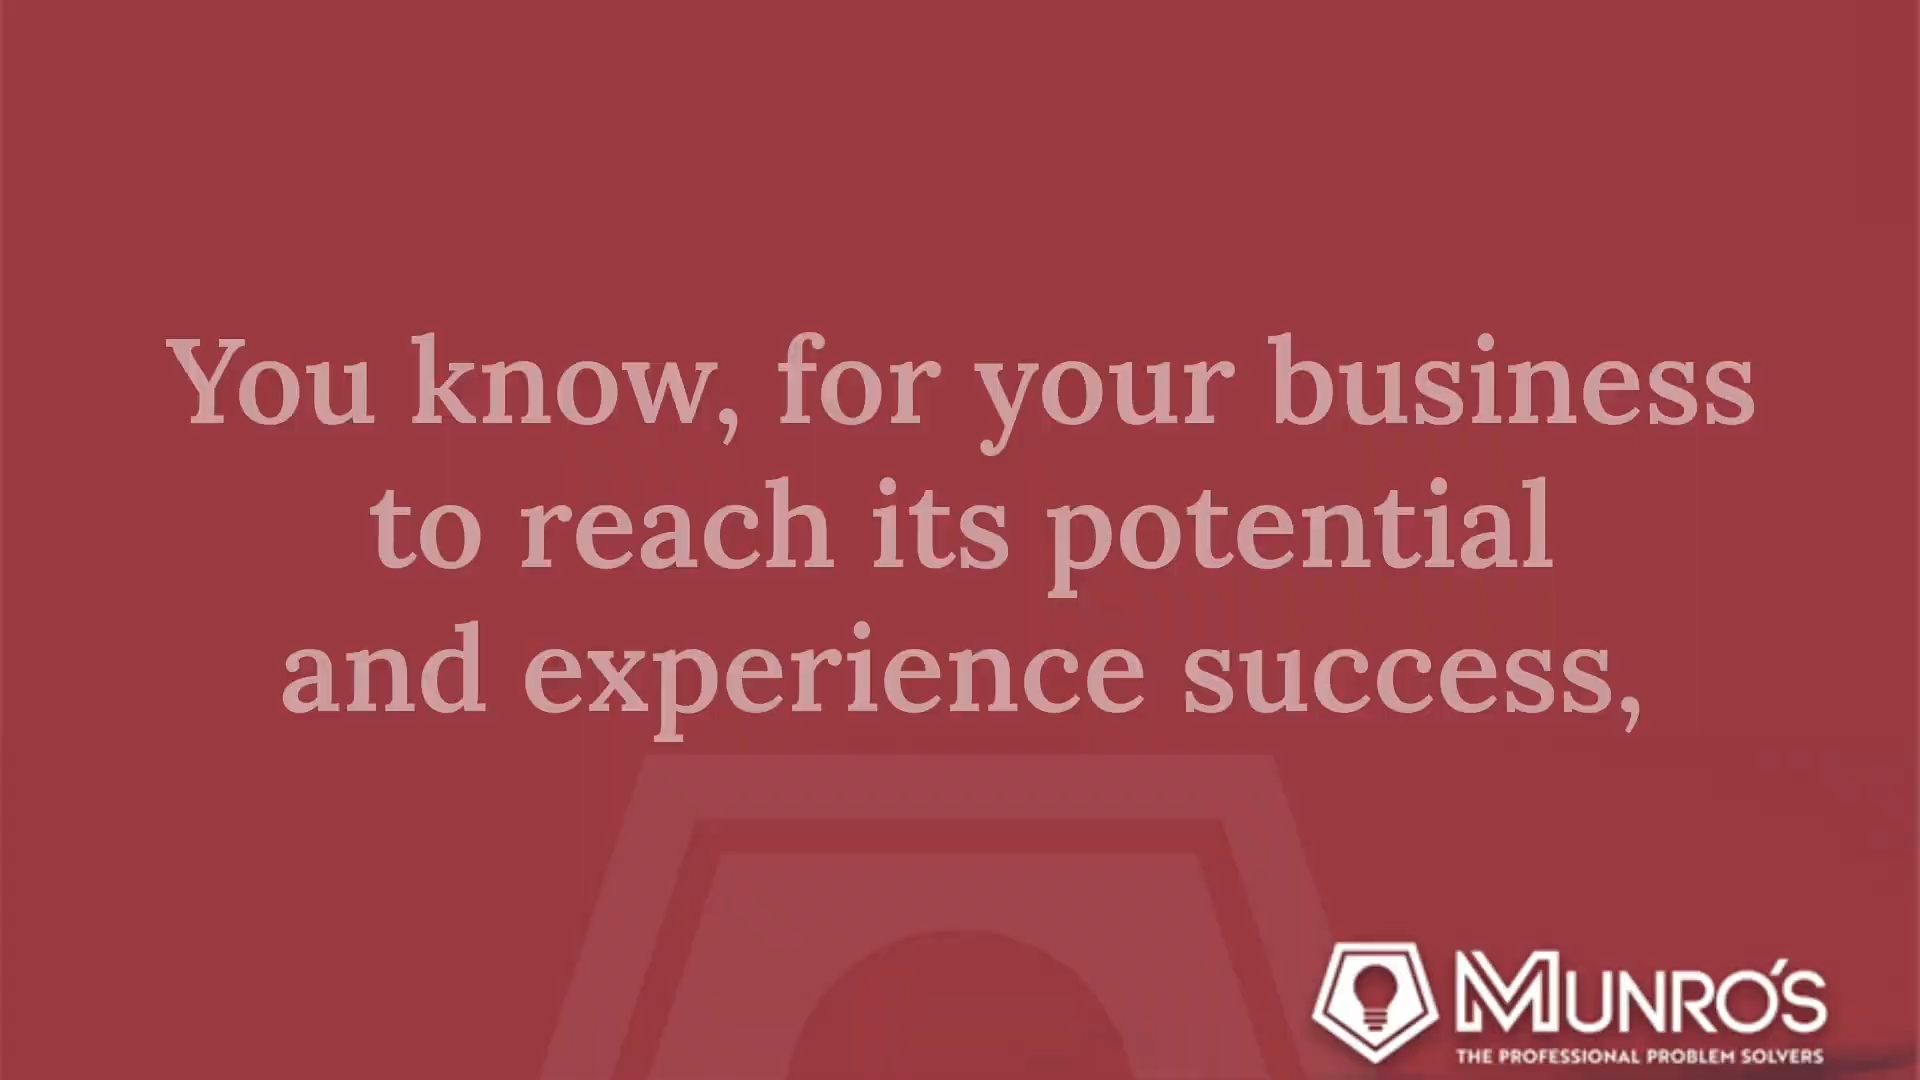 You know, for your business
to reach its potential
and experience success,
MUNRO'S
THE PROFESSIONAL PROBLEM SOLVERS